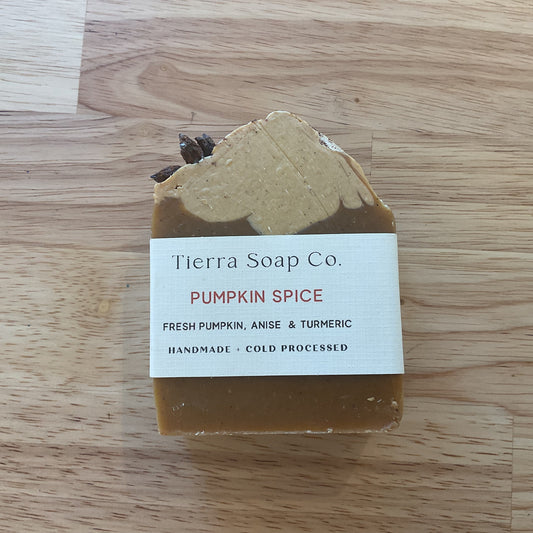 Tierra Soap Co.
PUMPKIN SPICE
FRESH PUMPKIN, ANISE & TURMERIC
HANDMADE + COLD PROCESSED